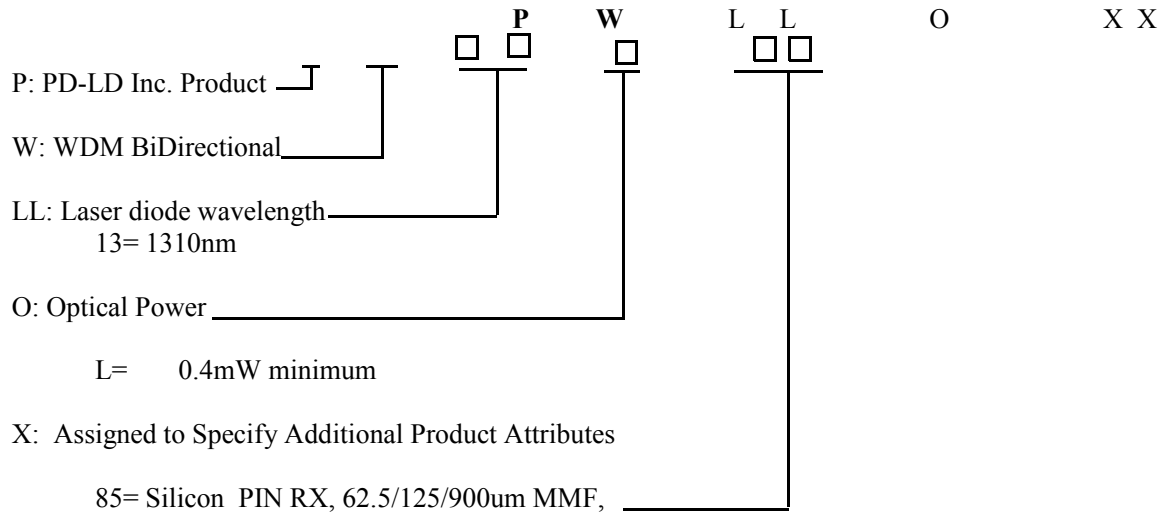 P W L L O X X
P: PD-LD Inc. Product
W: WDM BiDirectional
LL: Laser diode wavelength
13= 1310nm
O: Optical Power
L= 0.4mW minimum
X: Assigned to Specify Additional Product Attributes
85= Silicon PIN RX, 62.5/125/900um MMF,